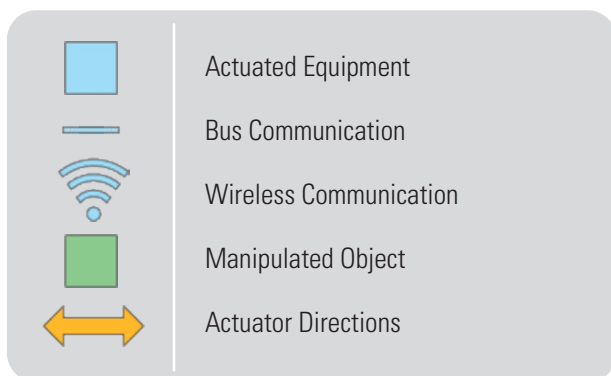 Actuated Equipment
Bus Communication
Wireless Communication
Manipulated Object
Actuator Directions